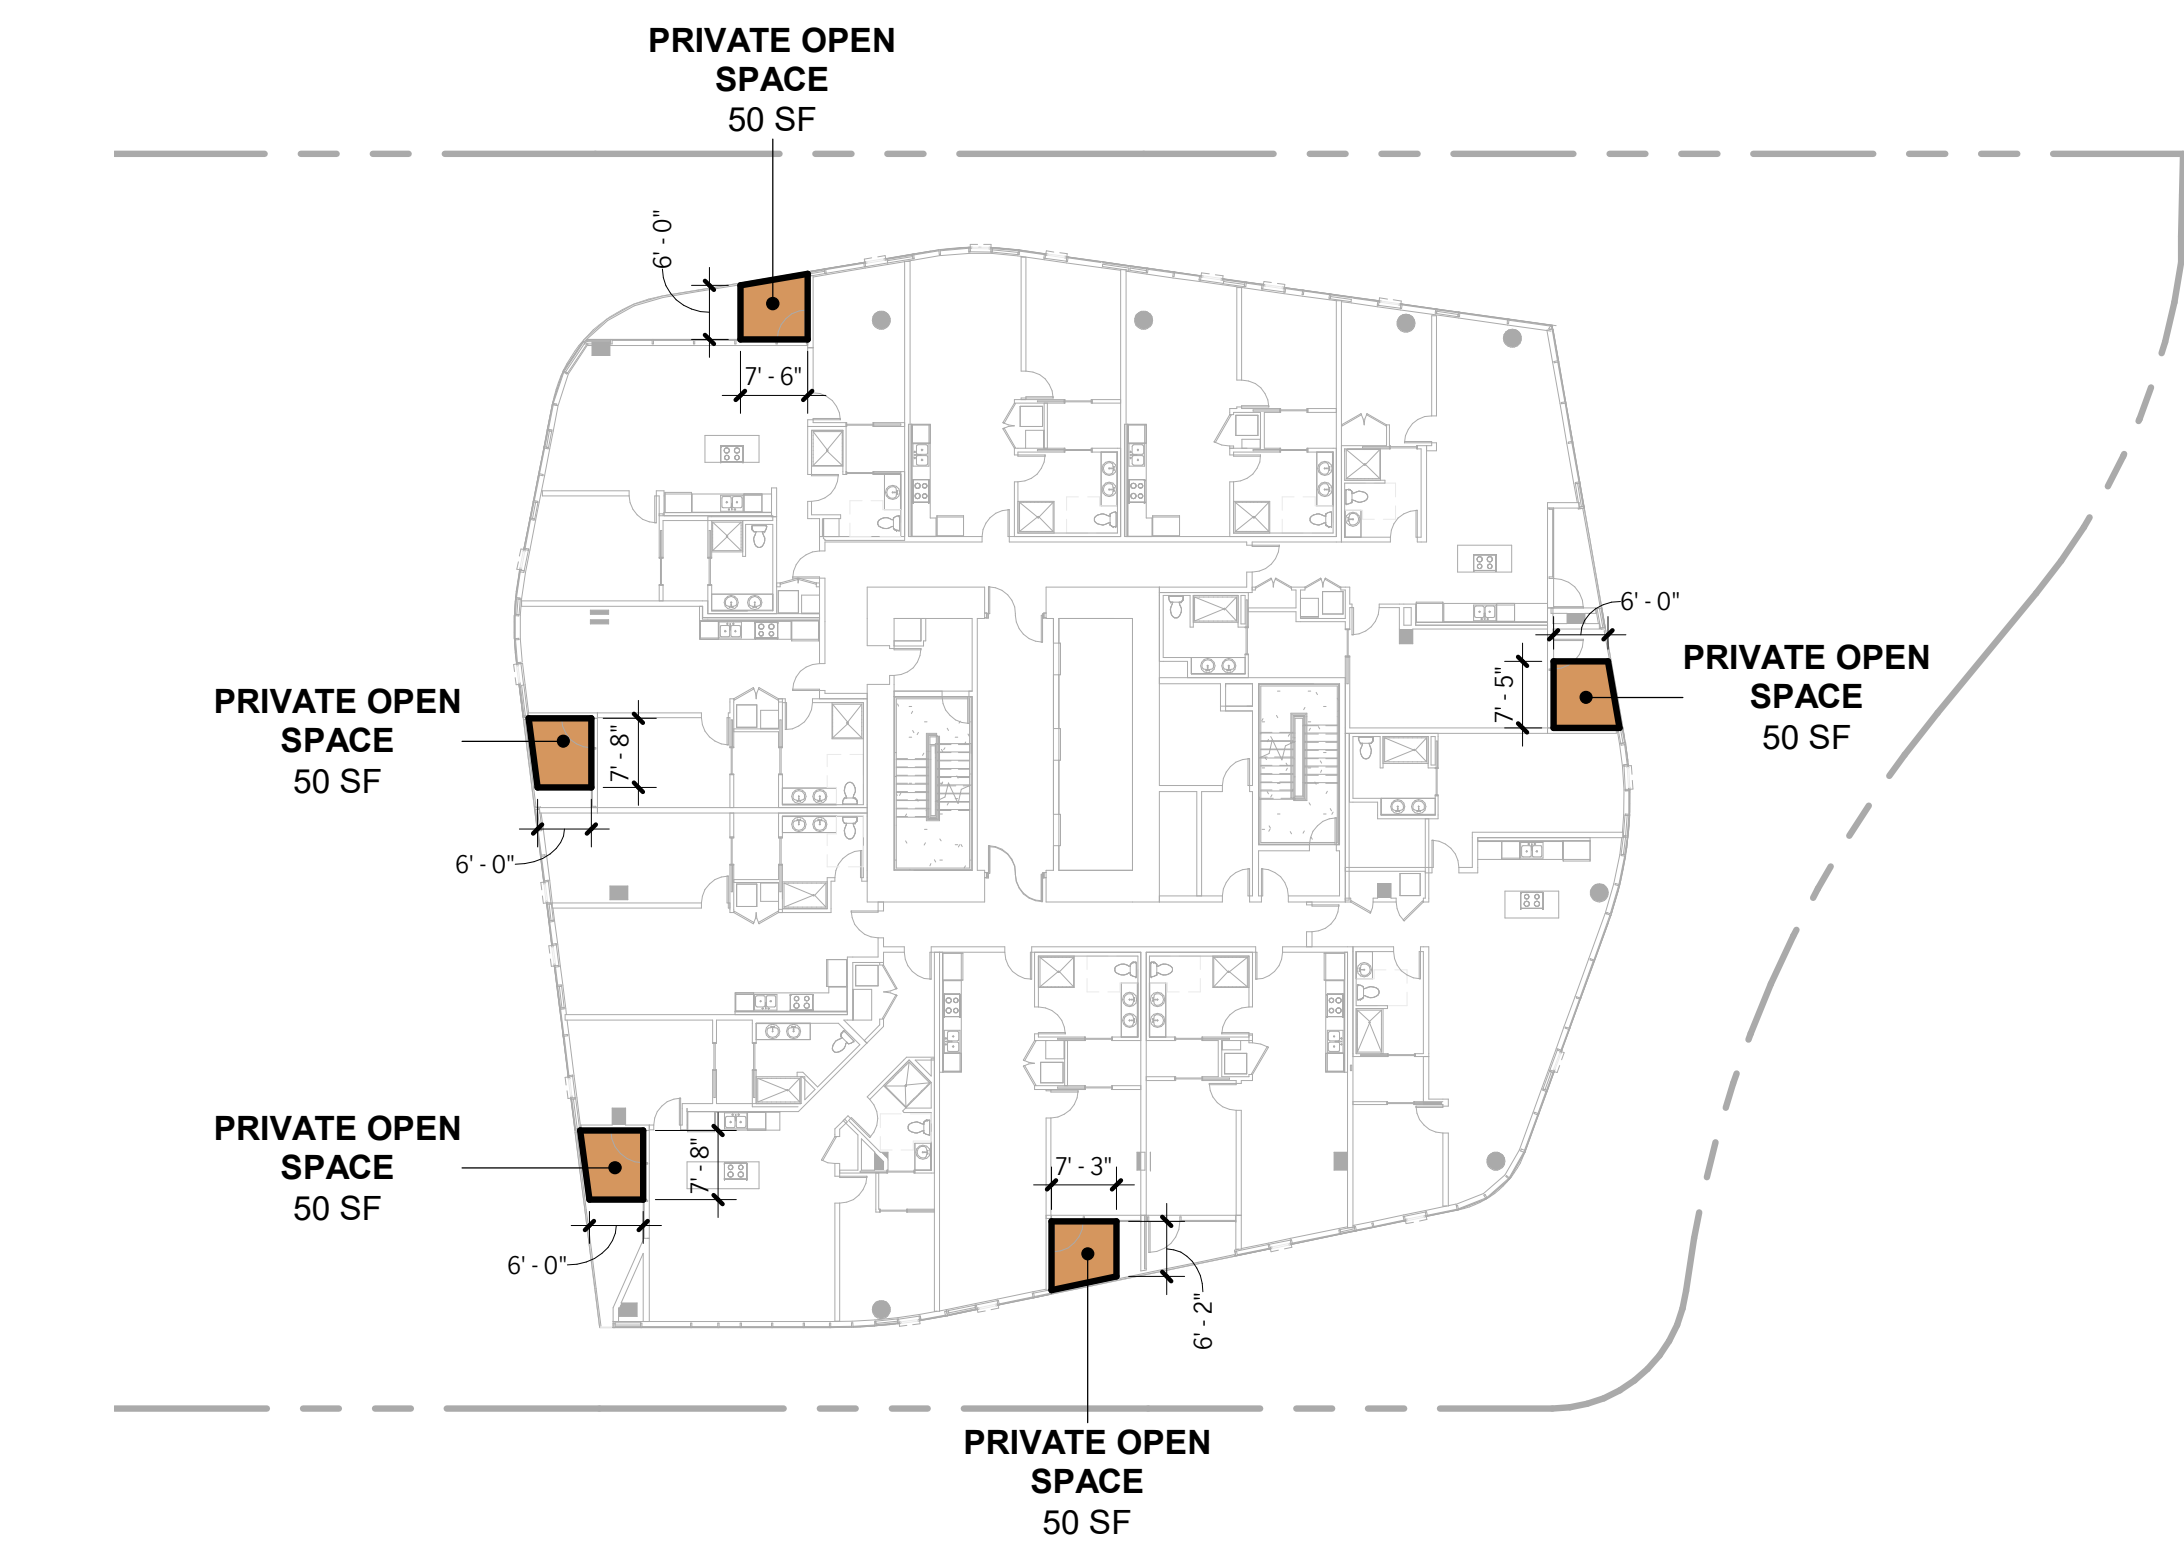 PRIVATE OPEN
SPACE
50 SF
6' - 0"
7' - 6"
6' - 0"
PRIVATE OPEN
SPACE
50 SF
7' - 5"
PRIVATE OPEN
SPACE
50 SF
7' - 8"
6' - 0"
PRIVATE OPEN
SPACE
50 SF
7' - 8"
6' - 0"
7' - 3"
6' - 2"
PRIVATE OPEN
SPACE
50 SF